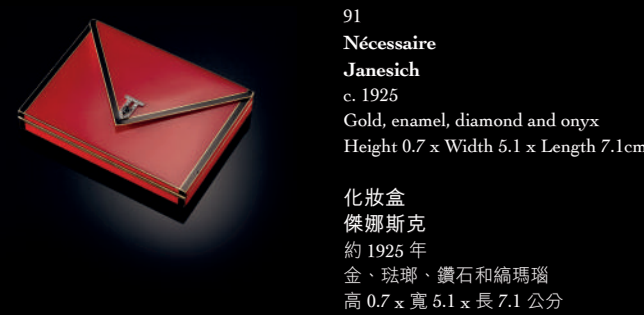 91
Nécessaire
Janesich
c. 1925
Gold, enamel, diamond and onyx
Height 0.7 x Width 5.1 x Length 7.1cm
化妝盒
傑娜斯克
約 1925 年
金、琺瑯、鑽石和縞瑪瑙
高 0.7 x 寬 5.1 x 長 7.1 公分